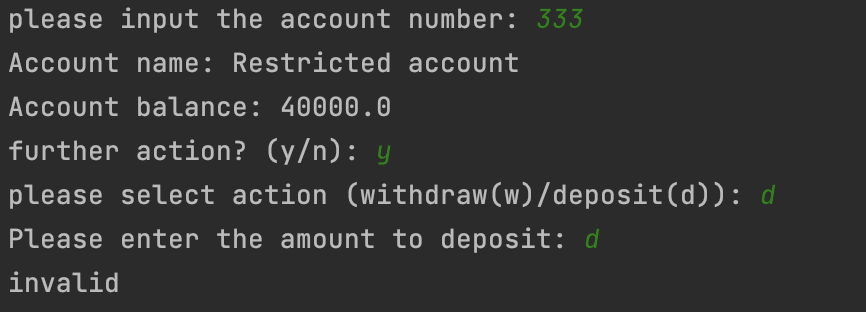 please input the account number: 333
Account name: Restricted account
Account balance: 40000.0
further action? (y/n): y
please select action (withdraw(w)/deposit(d)): d
Please enter the amount to deposit: d
invalid